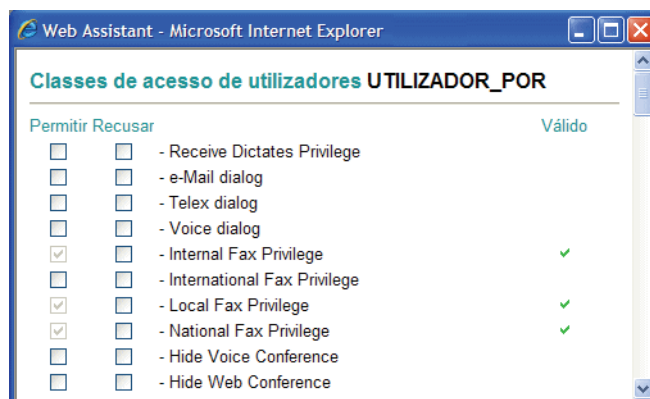 Web Assistant - Microsoft Internet Explorer
Classes de acesso de utilizadores UTILIZADOR_POR
Permitir Recusar Válido
- Receive Dictates Privilege
- e-Mail dialog
- Telex dialog
- Voice dialog
- Internal Fax Privilege
- International Fax Privilege
- Local Fax Privilege
- National Fax Privilege
- Hide Voice Conference
- Hide Web Conference